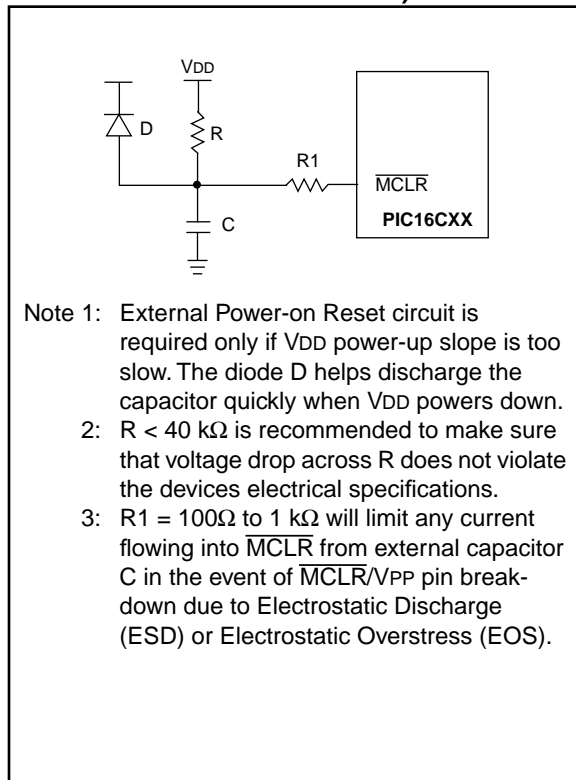 VDD
D
R
R1
MCLR
C
PIC16CXX
Note 1: External Power-on Reset circuit is
required only if VDD power-up slope is too
slow. The diode D helps discharge the
capacitor quickly when VDD powers down.
2: R < 40 kΩ is recommended to make sure
that voltage drop across R does not violate
the devices electrical specifications.
3: R1 = 100Ω to 1 kΩ will limit any current
flowing into MCLR from external capacitor
C in the event of MCLR/VPP pin break-
down due to Electrostatic Discharge
(ESD) or Electrostatic Overstress (EOS).